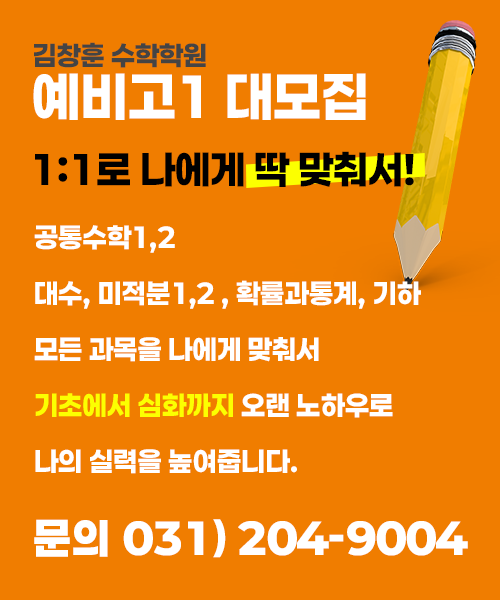 김창훈 수학학원
예비고1 대모집
1:1로 나에게 딱 맞춰서!
공통수학1,2
대수, 미적분1,2 , 확률과통계, 기하
모든 과목을 나에게 맞춰서
기초에서 심화까지 오랜 노하우로
나의 실력을 높여줍니다.
문의 031) 204-9004